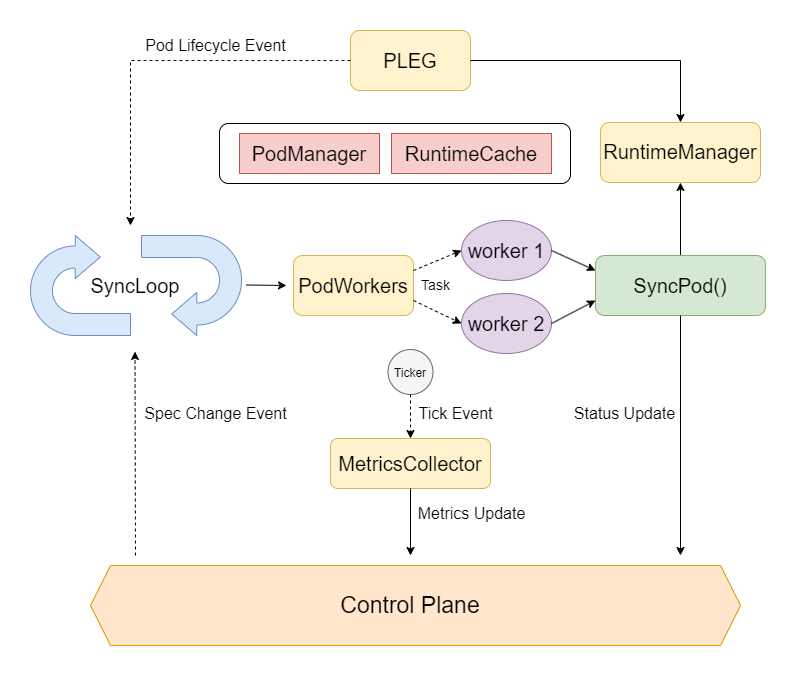 Pod Lifecycle Event
PLEG
PodManager
RuntimeCache
RuntimeManager
SyncLoop
PodWorkers
Task
worker 1
worker 2
SyncPod()
Ticker
Tick Event
Spec Change Event
Status Update
MetricsCollector
Metrics Update
Control Plane